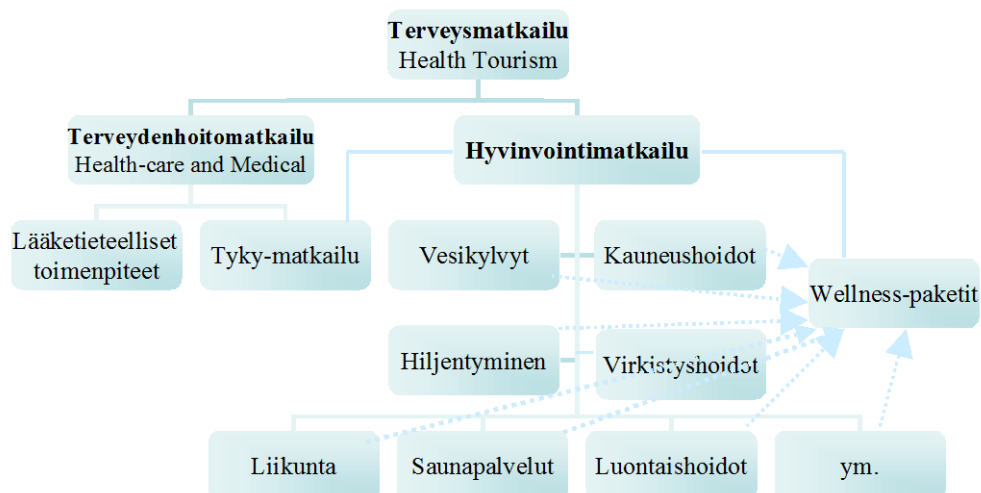 Terveysmatkailu
Health Tourism
Terveydenhoitomatkailu
Health-care and Medical
Hyvinvointimatkailu
Lääketieteelliset
toimenpiteet
Tyky-matkailu
Vesikylvyt
Kauneushoidot
Wellness-paketit
Hiljentyminen
Virkistyshoidot
Liikunta
Saunapalvelut
Luontaishoidot
ym.